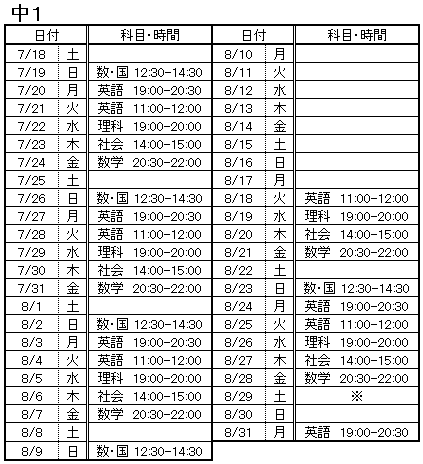 中1
日付 科目・時間 日付 科目・時間
7/18 土 8/10 月
7/19 日 数・国 12:30-14:30 8/11 火
7/20 月 英語 19:00-20:30 8/12 水
7/21 火 英語 11:00-12:00 8/13 木
7/22 水 理科 19:00-20:00 8/14 金
7/23 木 社会 14:00-15:00 8/15 土
7/24 金 数学 20:30-22:00 8/16 日
7/25 土 8/17 月
7/26 日 数・国 12:30-14:30 8/18 火 英語 11:00-12:00
7/27 月 英語 19:00-20:30 8/19 水 理科 19:00-20:00
7/28 火 英語 11:00-12:00 8/20 木 社会 14:00-15:00
7/29 水 理科 19:00-20:00 8/21 金 数学 20:30-22:00
7/30 木 社会 14:00-15:00 8/22 土
7/31 金 数学 20:30-22:00 8/23 日 数・国 12:30-14:30
8/1 土 8/24 月 英語 19:00-20:30
8/2 日 数・国 12:30-14:30 8/25 火 英語 11:00-12:00
8/3 月 英語 19:00-20:30 8/26 水 理科 19:00-20:00
8/4 火 英語 11:00-12:00 8/27 木 社会 14:00-15:00
8/5 水 理科 19:00-20:00 8/28 金 数学 20:30-22:00
8/6 木 社会 14:00-15:00 8/29 土 ※
8/7 金 数学 20:30-22:00 8/30 日
8/8 土 8/31 月 英語 19:00-20:30
8/9 日 数・国 12:30-14:30